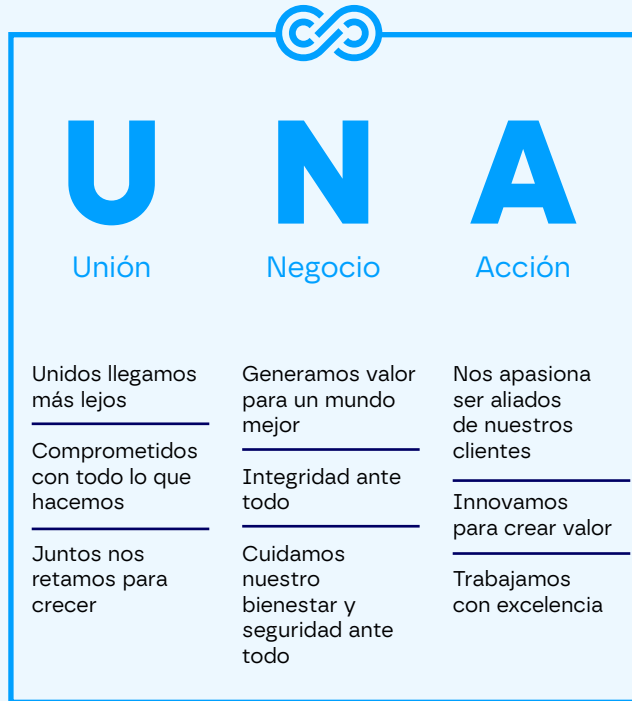 U
Unión
Unidos llegamos
más lejos
Comprometidos
con todo lo que
hacemos
Juntos nos
retamos para
crecer
N
Negocio
Generamos valor
para un mundo
mejor
Integridad ante
todo
Cuidamos
nuestro
bienestar y
seguridad ante
todo
A
Acción
Nos apasiona
ser aliados
de nuestros
clientes
Innovamos
para crear valor
Trabajamos
con excelencia